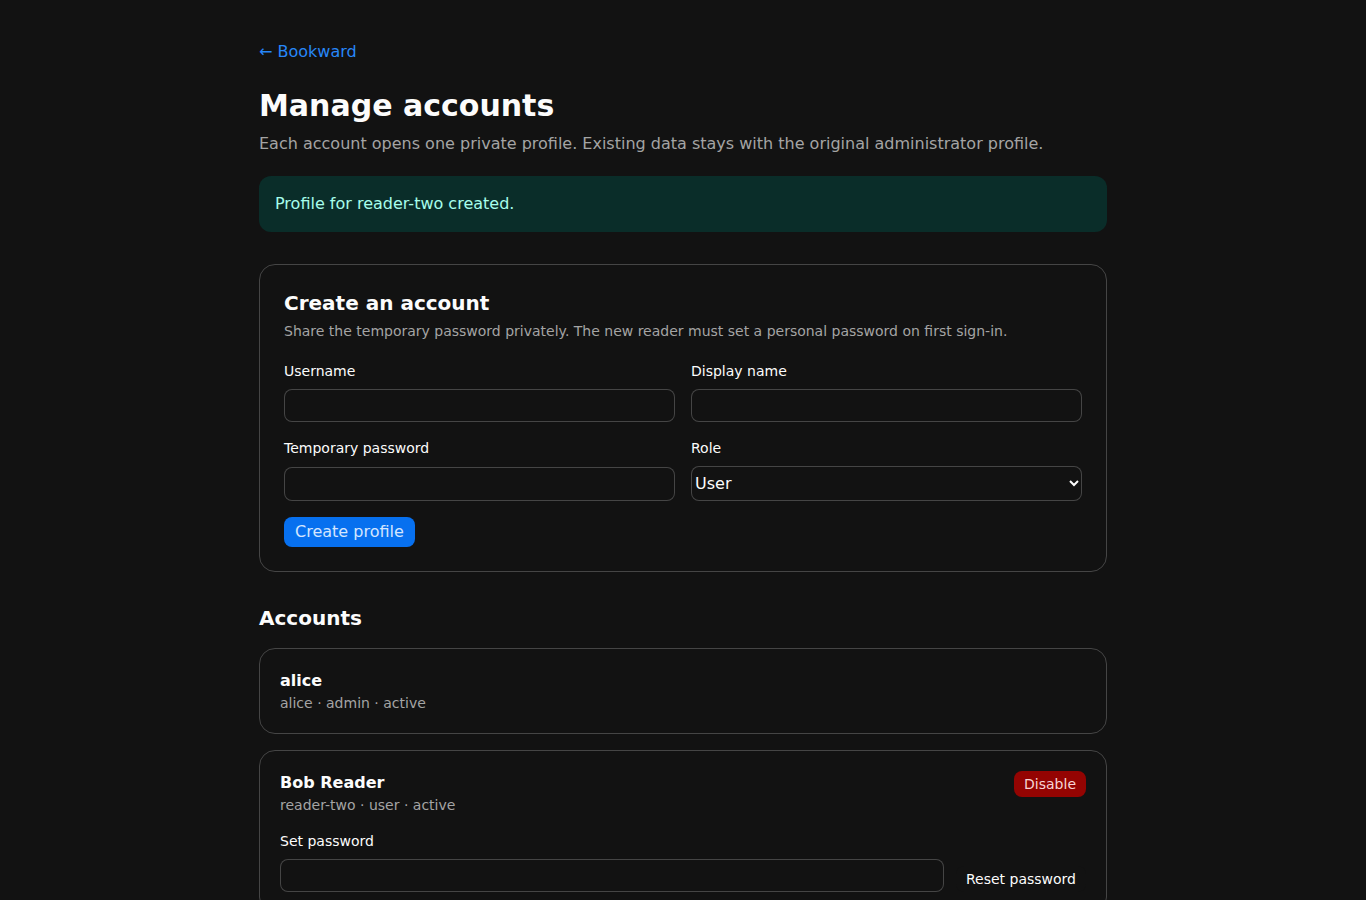 ← Bookward
Manage accounts
Each account opens one private profile. Existing data stays with the original administrator profile.
Profile for reader-two created.
Create an account
Share the temporary password privately. The new reader must set a personal password on first sign-in.
Username
Display name
Temporary password
Role
User
Create profile
Accounts
alice
alice · admin · active
Bob Reader
Disable
reader-two · user · active
Set password
Reset password